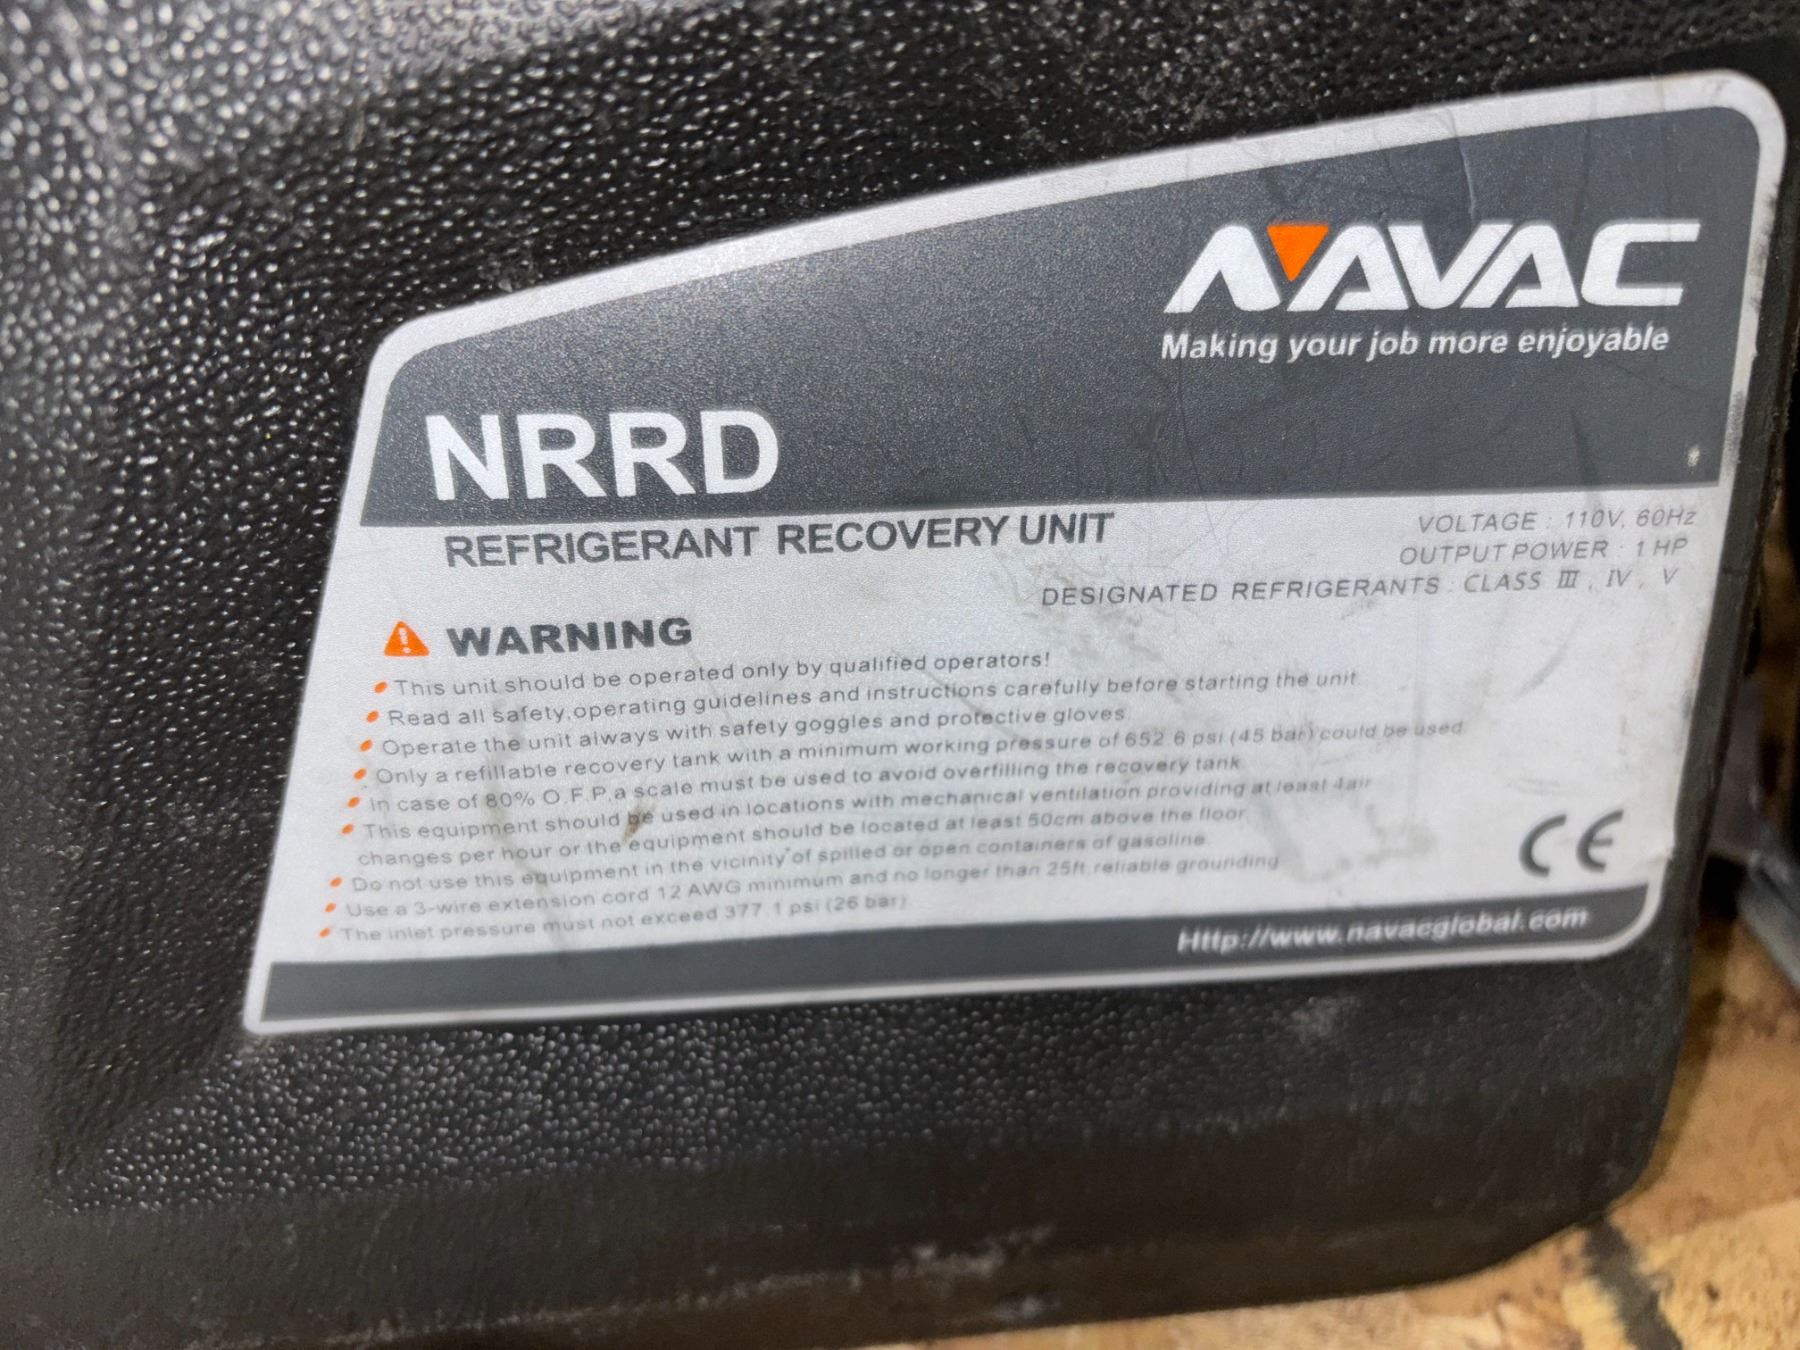 NAVAC
Making your job more enjoyable
NRRD
REFRIGERANT RECOVERY UNIT
VOLTAGE : 110V, 60Hz
OUTPUT POWER : 1 HP
DESIGNATED REFRIGERANTS : CLASS III , IV , V
WARNING
This unit should be operated only by qualified operators!
Read all safety,operating guidelines and instructions carefully before starting the unit.
Operate the unit always with safety goggles and protective gloves.
Only a refillable recovery tank with a minimum working pressure of 652.6 psi (45 bar) could be used.
In case of 80% O.F.P,a scale must be used to avoid overfilling the recovery tank.
This equipment should be used in locations with mechanical ventilation providing at least 4air
changes per hour or the equipment should be located at least 50cm above the floor.
Do not use this equipment in the vicinity of spilled or open containers of gasoline.
Use a 3-wire extension cord 12 AWG minimum and no longer than 25ft,reliable grounding.
The inlet pressure must not exceed 377.1 psi (26 bar).
CE
Http://www.navacglobal.com